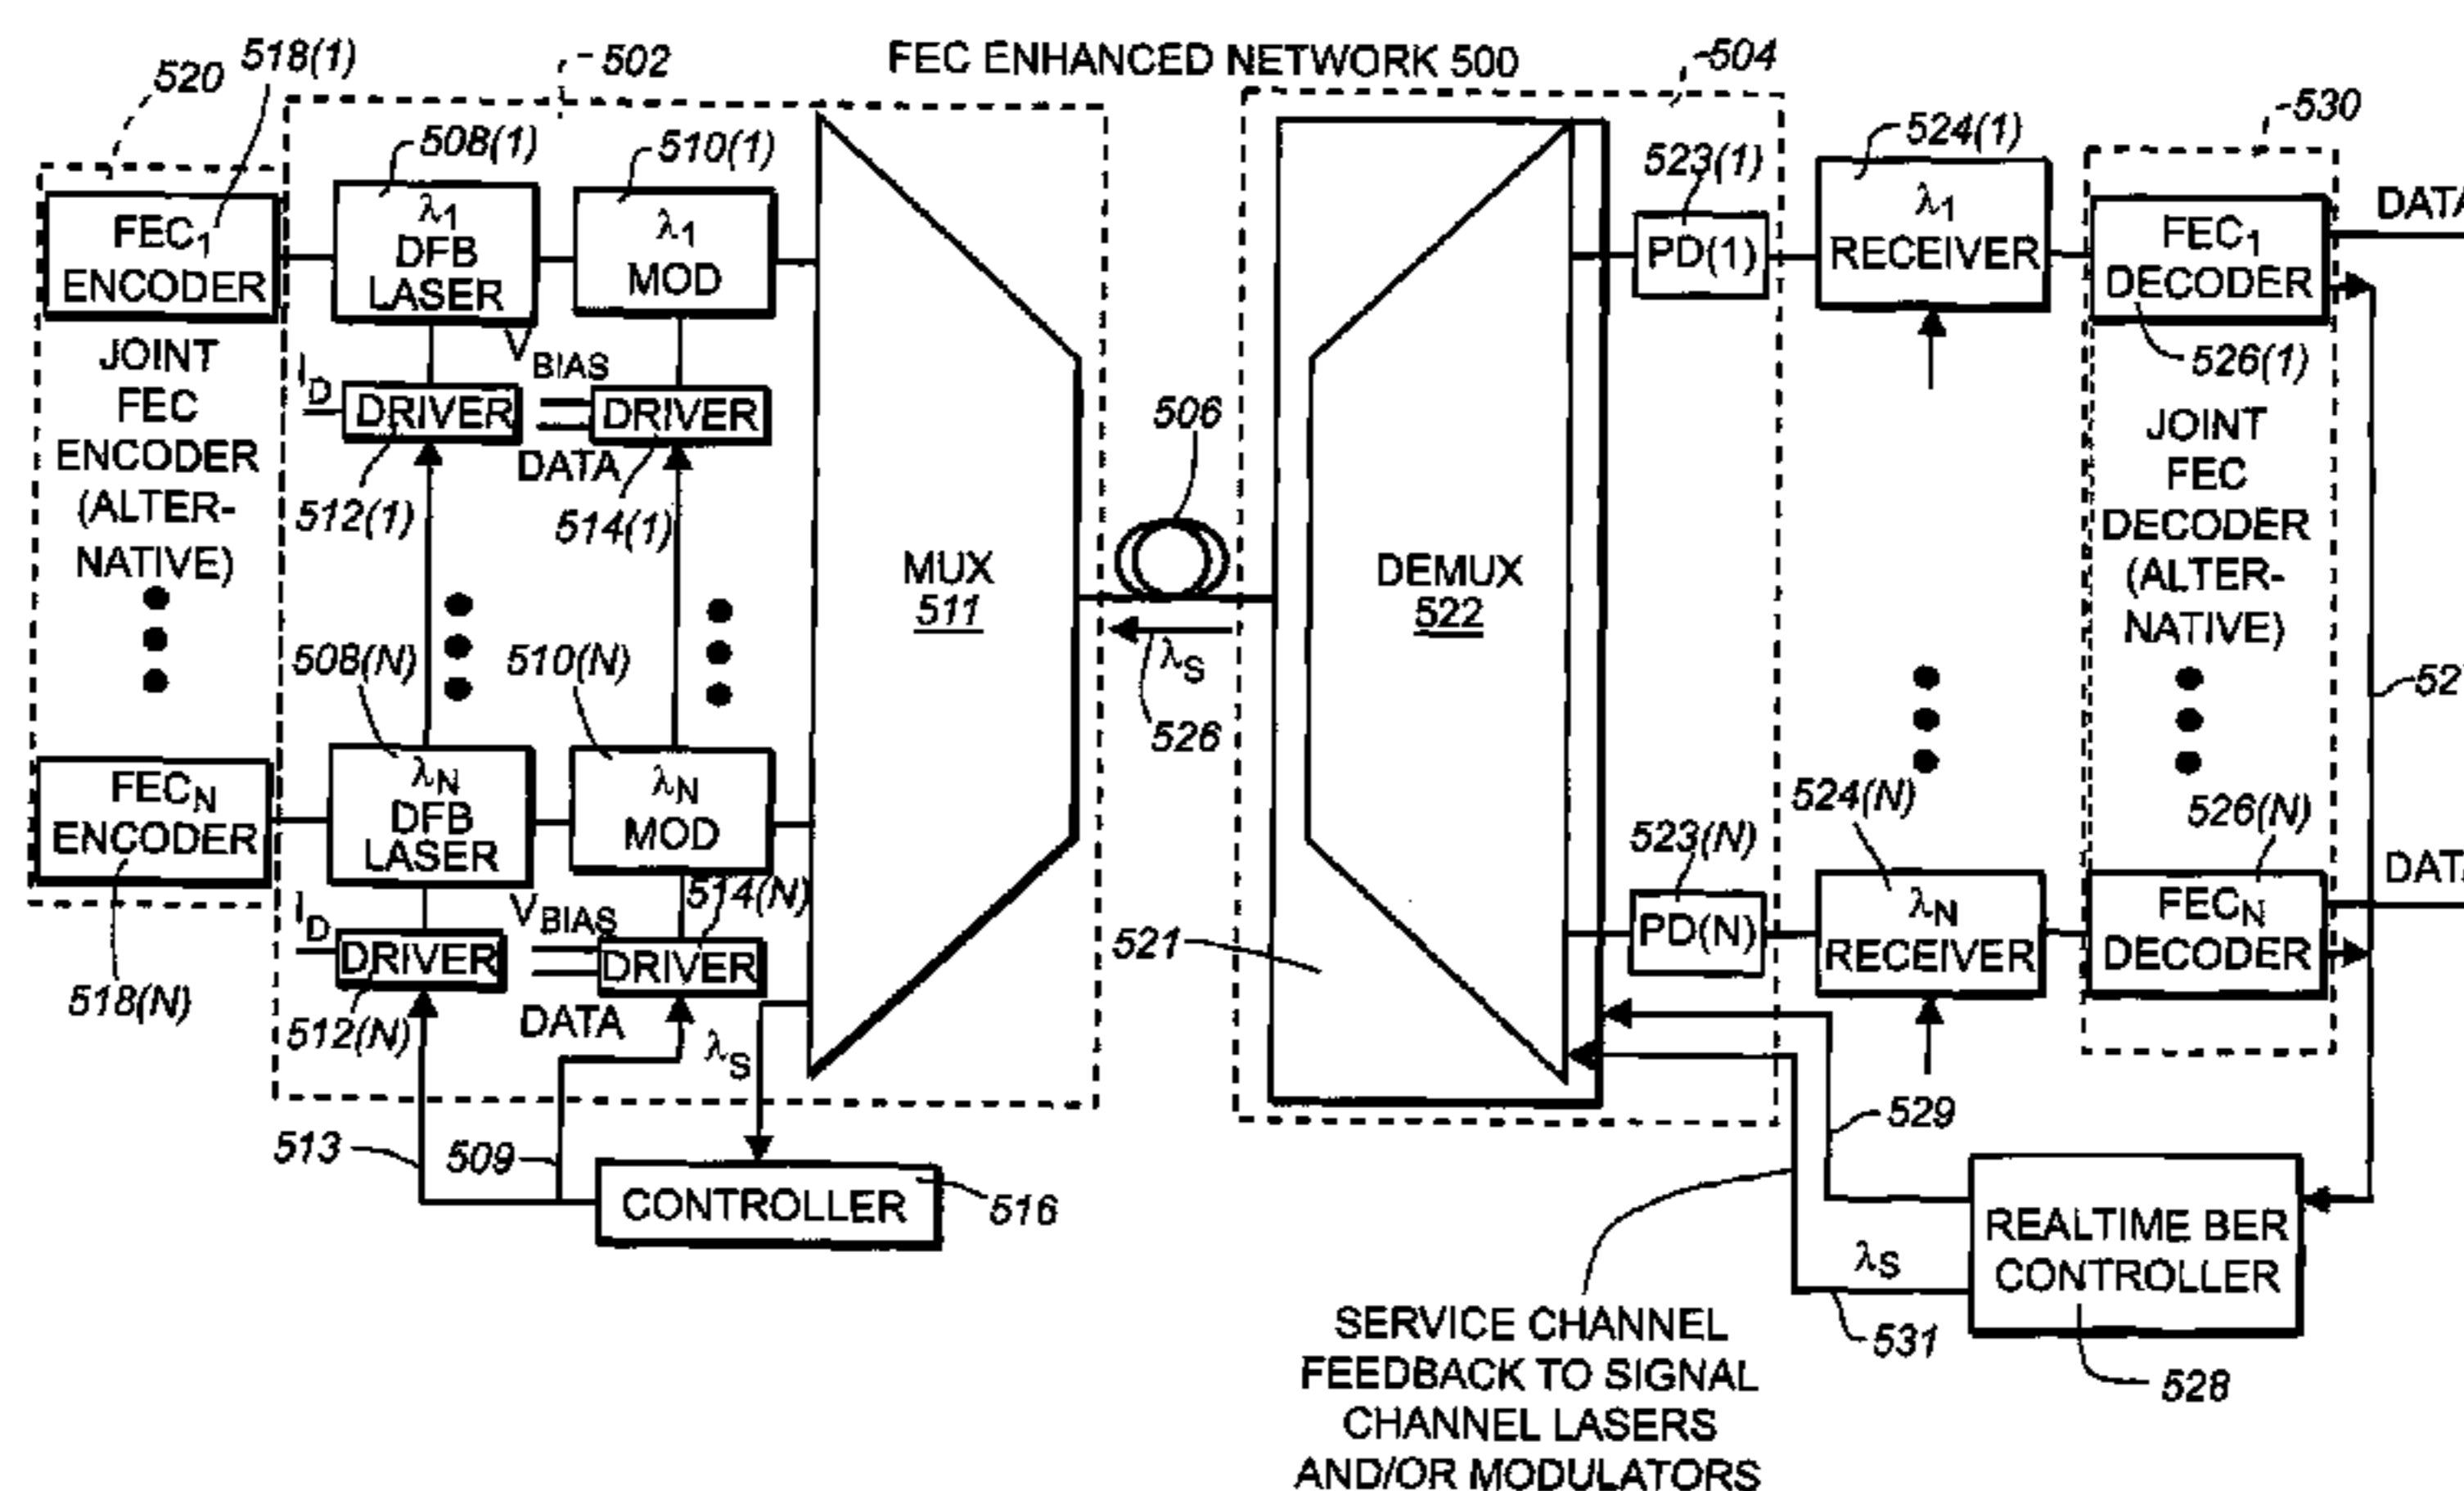 FEC ENHANCED NETWORK 500
520
518(1)
502
504
530
508(1)
510(1)
523(1)
524(1)
FEC1
ENCODER
λ1
DFB
LASER
λ1
MOD
PD(1)
λ1
RECEIVER
FEC1
DECODER
DATA
526(1)
JOINT
FEC
ENCODER
(ALTER-
NATIVE)
ID
DRIVER
VBIAS
DRIVER
DATA
512(1)
514(1)
MUX
511
506
λS
526
DEMUX
522
JOINT
FEC
DECODER
(ALTER-
NATIVE)
52
508(N)
510(N)
523(N)
524(N)
526(N)
FECN
ENCODER
λN
DFB
LASER
λN
MOD
PD(N)
λN
RECEIVER
FECN
DECODER
DATA
518(N)
ID
DRIVER
VBIAS
514(N)
DRIVER
DATA
512(N)
λS
521
513
509
CONTROLLER
516
529
REALTIME BER
CONTROLLER
λS
531
528
SERVICE CHANNEL
FEEDBACK TO SIGNAL
CHANNEL LASERS
AND/OR MODULATORS